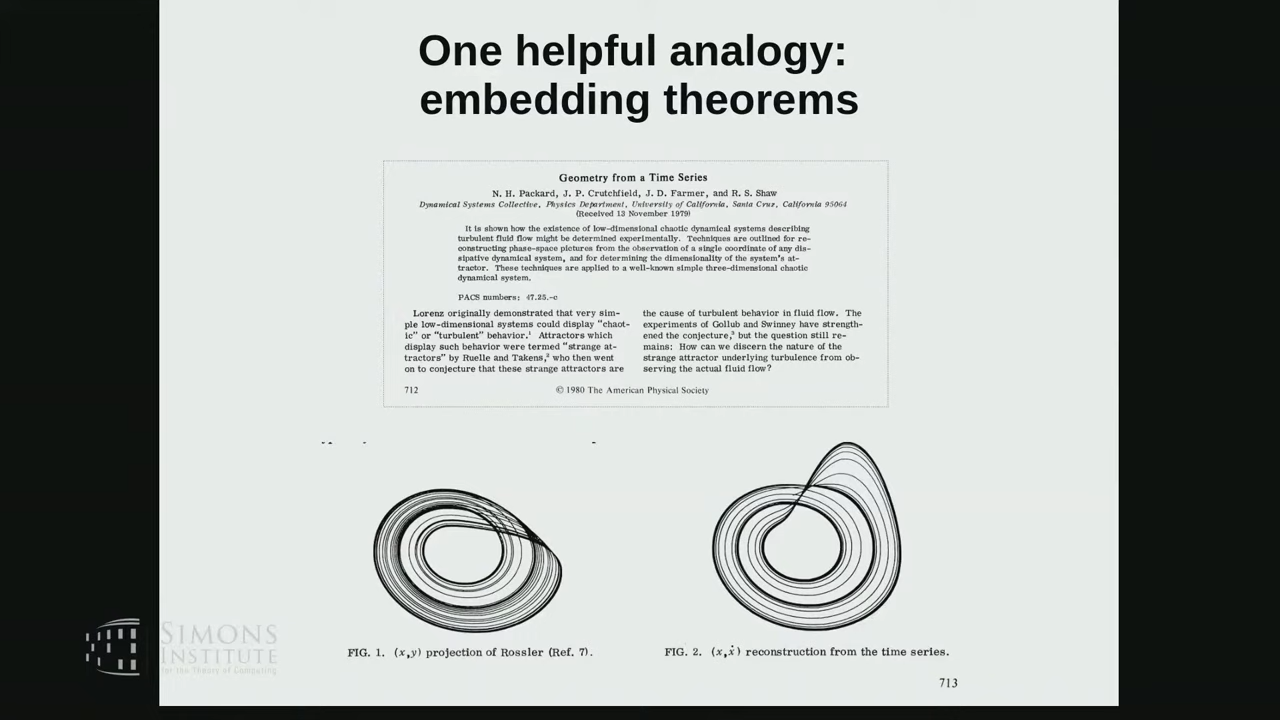 One helpful analogy:
embedding theorems
Geometry from a Time Series
N. H. Packard, J. P. Crutchfield, J. D. Farmer, and R. S. Shaw
Dynamical Systems Collective, Physics Department, University of California, Santa Cruz, California 95064
(Received 13 November 1979)
It is shown how the existence of low-dimensional chaotic dynamical systems describing
turbulent fluid flow might be determined experimentally. Techniques are outlined for re-
constructing phase-space pictures from the observation of a single coordinate of any dis-
sipative dynamical system, and for determining the dimensionality of the system's at-
tractor. These techniques are applied to a well-known simple three-dimensional chaotic
dynamical system.
PACS numbers: 47.25.-c
Lorenz originally demonstrated that very sim-
ple low-dimensional systems could display "chaot-
ic" or "turbulent" behavior.¹ Attractors which
display such behavior were termed "strange at-
tractors" by Ruelle and Takens,² who then went
on to conjecture that these strange attractors are
the cause of turbulent behavior in fluid flow. The
experiments of Gollub and Swinney have strength-
ened the conjecture,³ but the question still re-
mains: How can we discern the nature of the
strange attractor underlying turbulence from ob-
serving the actual fluid flow?
712
© 1980 The American Physical Society
FIG. 1. (x,y) projection of Rossler (Ref. 7).
FIG. 2. (x,ẋ) reconstruction from the time series.
713
SIMONS
INSTITUTE
for the Theory of Computing